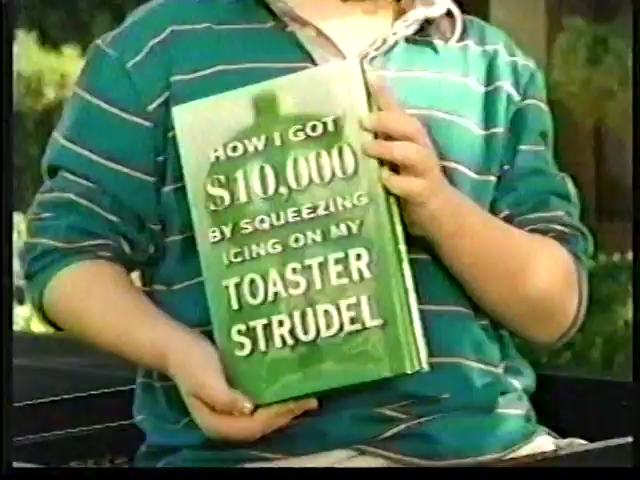 HOW I GOT
$10,000
BY SQUEEZING
ICING ON MY
TOASTER
STRUDEL